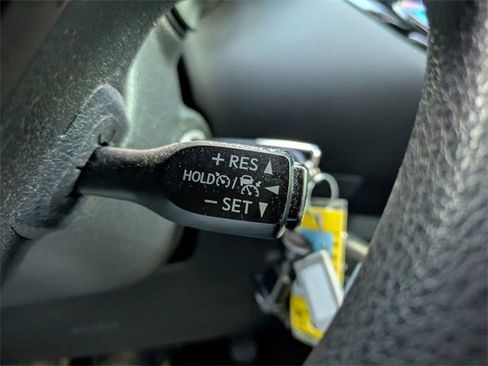 + RES ▲
HOLD / ◀
− SET ▼